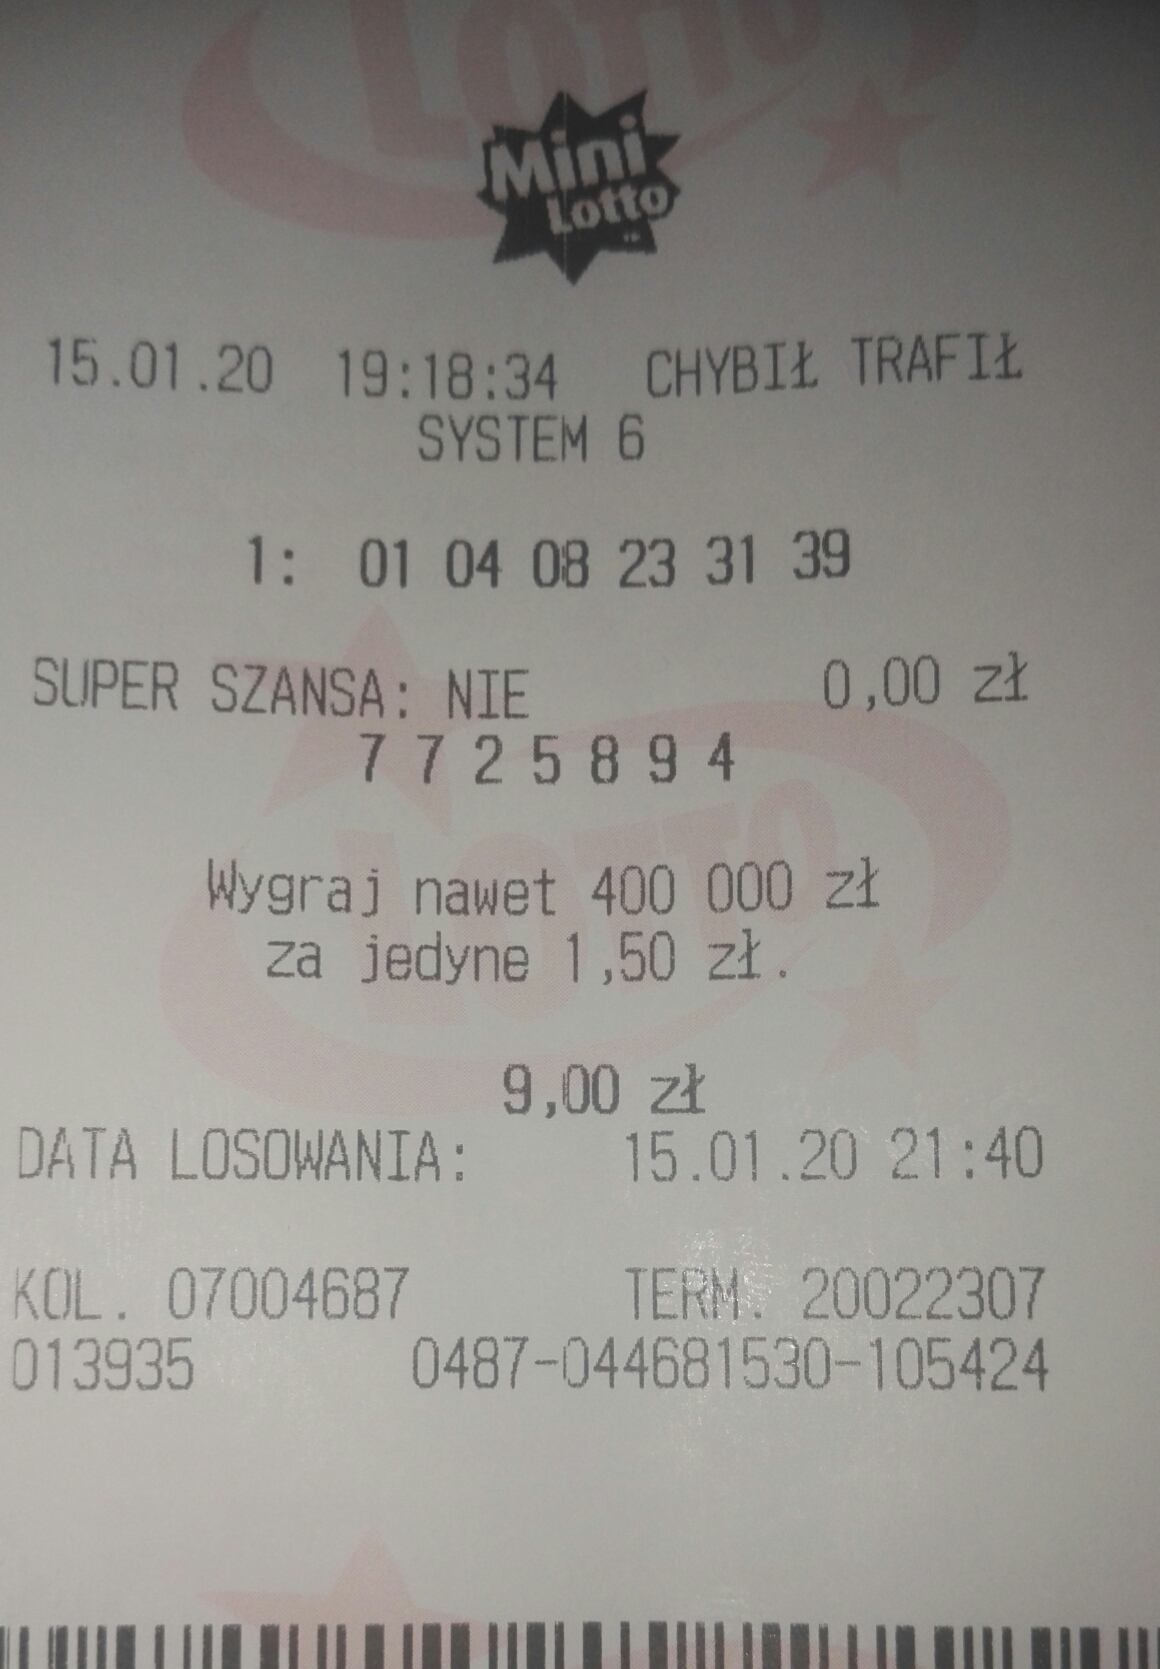 LOTTO
Mini
Lotto
15.01.20 19:18:34 CHYBIŁ TRAFIŁ
SYSTEM 6
1: 01 04 08 23 31 39
SUPER SZANSA: NIE 0,00 zł
7 7 2 5 8 9 4
LOTTO
Wygraj nawet 400 000 zł
za jedyne 1,50 zł.
9,00 zł
DATA LOSOWANIA: 15.01.20 21:40
KOL. 07004687 TERM. 20022307
013935 0487-044681530-105424